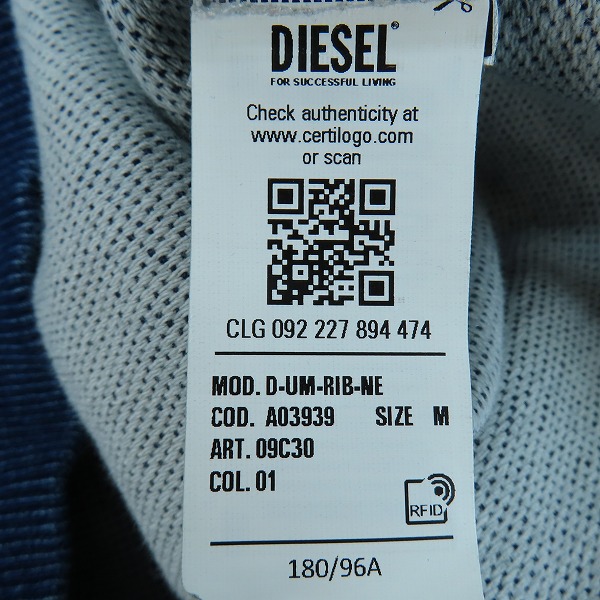 DIESEL®
FOR SUCCESSFUL LIVING
Check authenticity at
www.certilogo.com
or scan
CLG 092 227 894 474
MOD. D-UM-RIB-NE
COD. A03939 SIZE M
ART. 09C30
COL. 01
RFID
180/96A